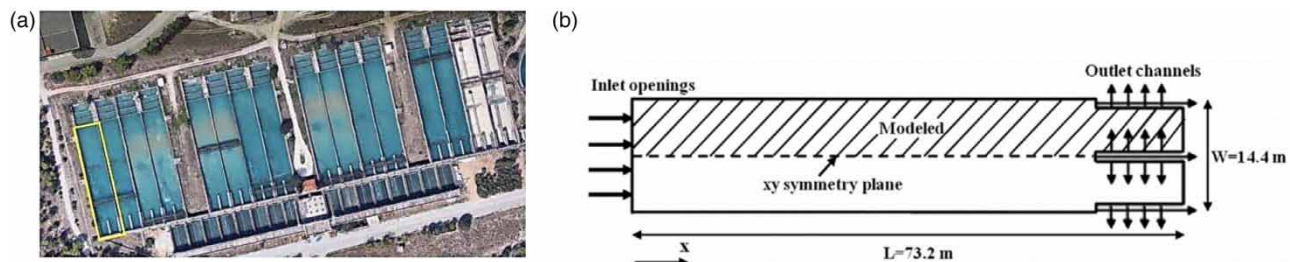 (a)
(b)
Inlet openings
Outlet channels
Modeled
W=14.4 m
xy symmetry plane
x
L=73.2 m